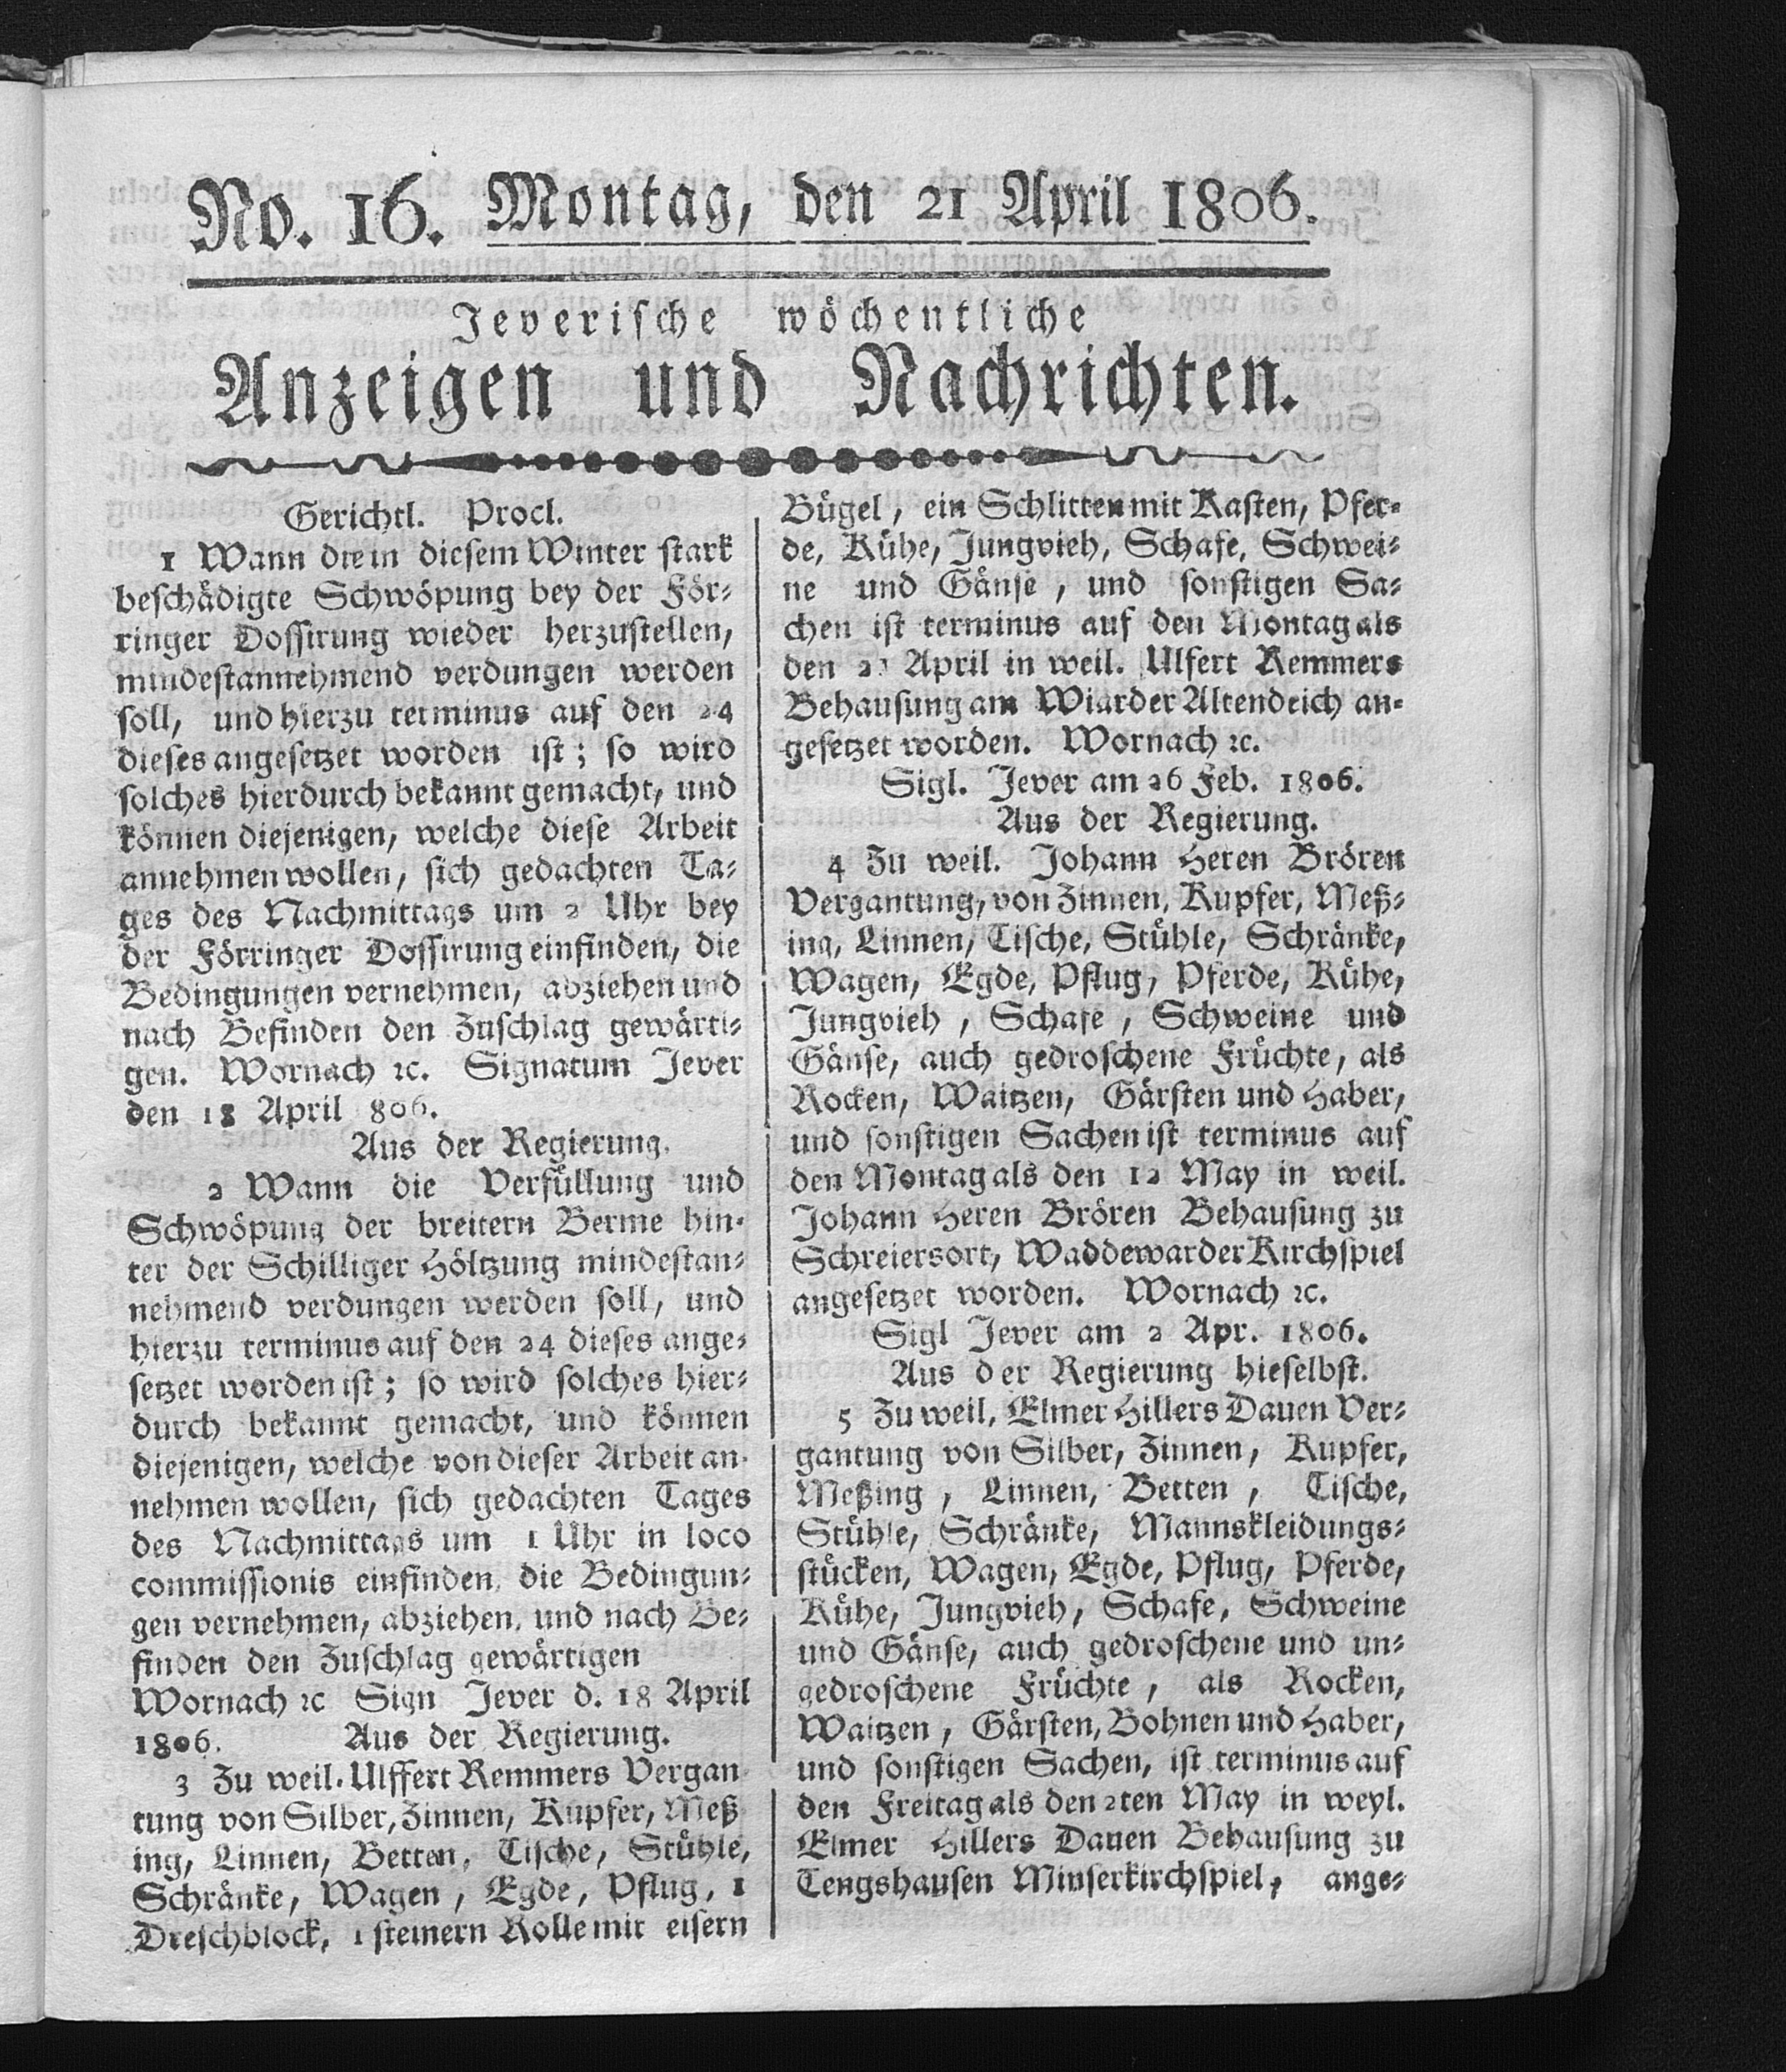 No. 16. Montag, den 21 April 1806.
Jeverische wöchentliche
Anzeigen und Nachrichten.
Gerichtl. Procl.
1 Wann die in diesem Winter stark
beschädigte Schwöpung bey der För-
ringer Dossirung wieder herzustellen,
mindestannehmend verdungen werden
soll, und hierzu terminus auf den 24
dieses angesetzet worden ist; so wird
solches hierdurch bekannt gemacht, und
können diejenigen, welche diese Arbeit
annehmen wollen, sich gedachten Ta-
ges des Nachmittags um 2 Uhr bey
der Förringer Dossirung einfinden, die
Bedingungen vernehmen, abziehen und
nach Befinden den Zuschlag gewärti-
gen. Wornach ꝛc. Signatum Jever
den 18 April 806.
Aus der Regierung.
2 Wann die Verfüllung und
Schwöpung der breitern Berme hin-
ter der Schilliger Höltzung mindestan-
nehmend verdungen werden soll, und
hierzu terminus auf den 24 dieses ange-
setzet worden ist; so wird solches hier-
durch bekannt gemacht, und können
diejenigen, welche von dieser Arbeit an-
nehmen wollen, sich gedachten Tages
des Nachmittags um 1 Uhr in loco
commissionis einfinden, die Bedingun-
gen vernehmen, abziehen, und nach Be-
finden den Zuschlag gewärtigen
Wornach ꝛc Sign Jever d. 18 April
1806. Aus der Regierung.
3 Zu weil. Ulffert Remmers Vergan
tung von Silber, Zinnen, Kupfer, Meß
ing, Linnen, Betten, Tische, Stühle,
Schränke, Wagen, Egde, Pflug, 1
Dreschblock, 1 steinern Rolle mit eisern
Bügel, ein Schlitten mit Kasten, Pfer-
de, Kühe, Jungvieh, Schafe, Schwei-
ne und Gänse, und sonstigen Sa-
chen ist terminus auf den Montag als
den April in weil. Ulfert Remmers
Behausung am Wiarder Altendeich an-
gesetzet worden. Wornach ꝛc.
Sigl. Jever am 26 Feb. 1806.
Aus der Regierung.
4 Zu weil. Johann Heren Brören
Vergantung, von Zinnen, Kupfer, Meß-
ing, Linnen, Tische, Stühle, Schränke,
Wagen, Egde, Pflug, Pferde, Kühe,
Jungvieh, Schafe, Schweine und
Gänse, auch gedroschene Früchte, als
Rocken, Waitzen, Gärsten und Haber,
und sonstigen Sachen ist terminus auf
den Montag als den 12 May in weil.
Johann Heren Brören Behausung zu
Schreiersort, Waddewarder Kirchspiel
angesetzet worden. Wornach ꝛc.
Sigl Jever am 2 Apr. 1806.
Aus der Regierung hieselbst.
5 Zu weil, Elmer Hillers Dauen Ver-
gantung von Silber, Zinnen, Kupfer,
Meßing, Linnen, Betten, Tische,
Stühle, Schränke, Mannskleidungs-
stücken, Wagen, Egde, Pflug, Pferde,
Kühe, Jungvieh, Schafe, Schweine
und Gänse, auch gedroschene und un-
gedroschene Früchte, als Rocken,
Waitzen, Gärsten, Bohnen und Haber,
und sonstigen Sachen, ist terminus auf
den Freitag als den 2ten May in weyl.
Elmer Hillers Dauen Behausung zu
Tengshausen Minserkirchspiel, ange-